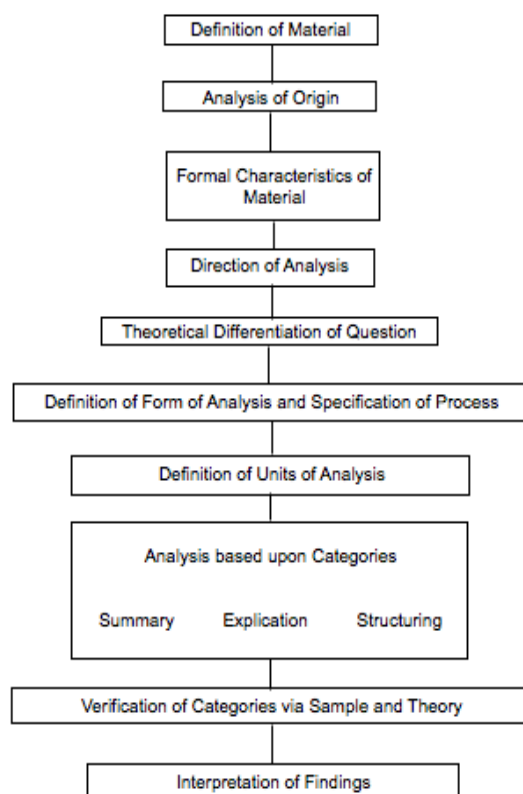 Definition of Material
Analysis of Origin
Formal Characteristics of
Material
Direction of Analysis
Theoretical Differentiation of Question
Definition of Form of Analysis and Specification of Process
Definition of Units of Analysis
Analysis based upon Categories
Summary Explication Structuring
Verification of Categories via Sample and Theory
Interpretation of Findings